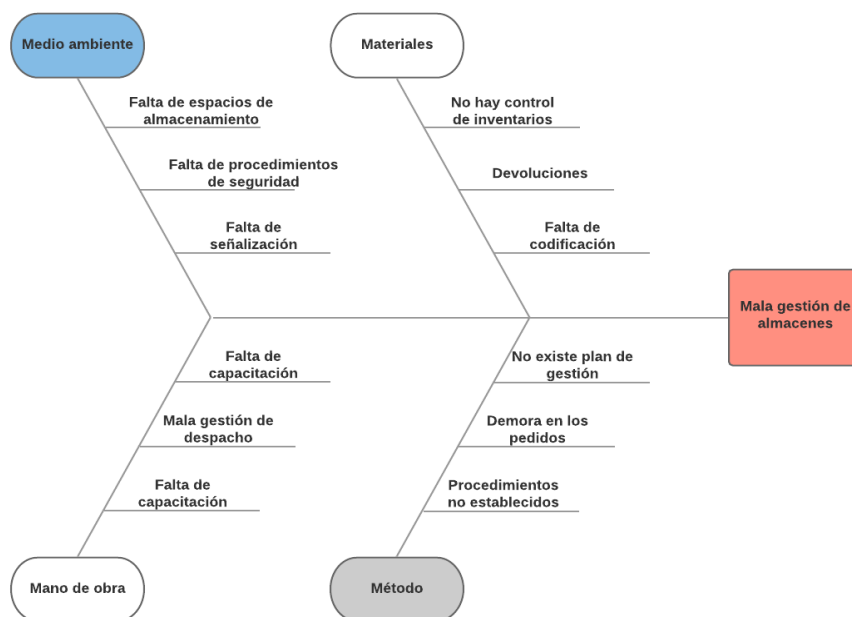 Medio ambiente
Materiales
Falta de espacios de
almacenamiento
No hay control
de inventarios
Falta de procedimientos
de seguridad
Devoluciones
Falta de
señalización
Falta de
codificación
Mala gestión de
almacenes
Falta de
capacitación
No existe plan de
gestión
Mala gestión de
despacho
Demora en los
pedidos
Falta de
capacitación
Procedimientos
no establecidos
Mano de obra
Método